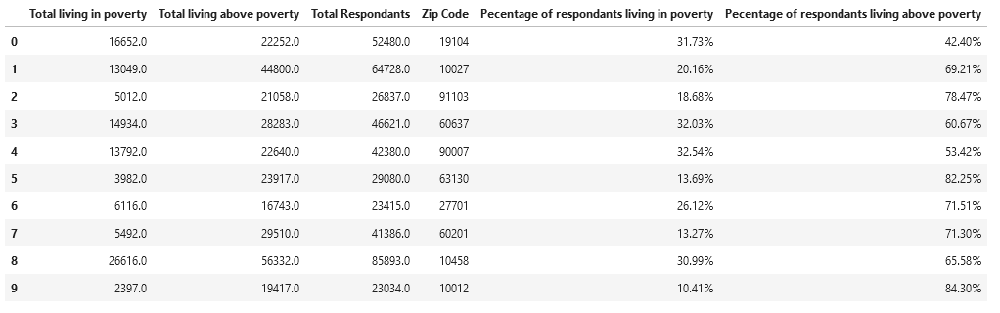 Total living in poverty Total living above poverty Total Respondants Zip Code Pecentage of respondants living in poverty Pecentage of respondants living above poverty
0 16652.0 22252.0 52480.0 19104 31.73% 42.40%
1 13049.0 44800.0 64728.0 10027 20.16% 69.21%
2 5012.0 21058.0 26837.0 91103 18.68% 78.47%
3 14934.0 28283.0 46621.0 60637 32.03% 60.67%
4 13792.0 22640.0 42380.0 90007 32.54% 53.42%
5 3982.0 23917.0 29080.0 63130 13.69% 82.25%
6 6116.0 16743.0 23415.0 27701 26.12% 71.51%
7 5492.0 29510.0 41386.0 60201 13.27% 71.30%
8 26616.0 56332.0 85893.0 10458 30.99% 65.58%
9 2397.0 19417.0 23034.0 10012 10.41% 84.30%